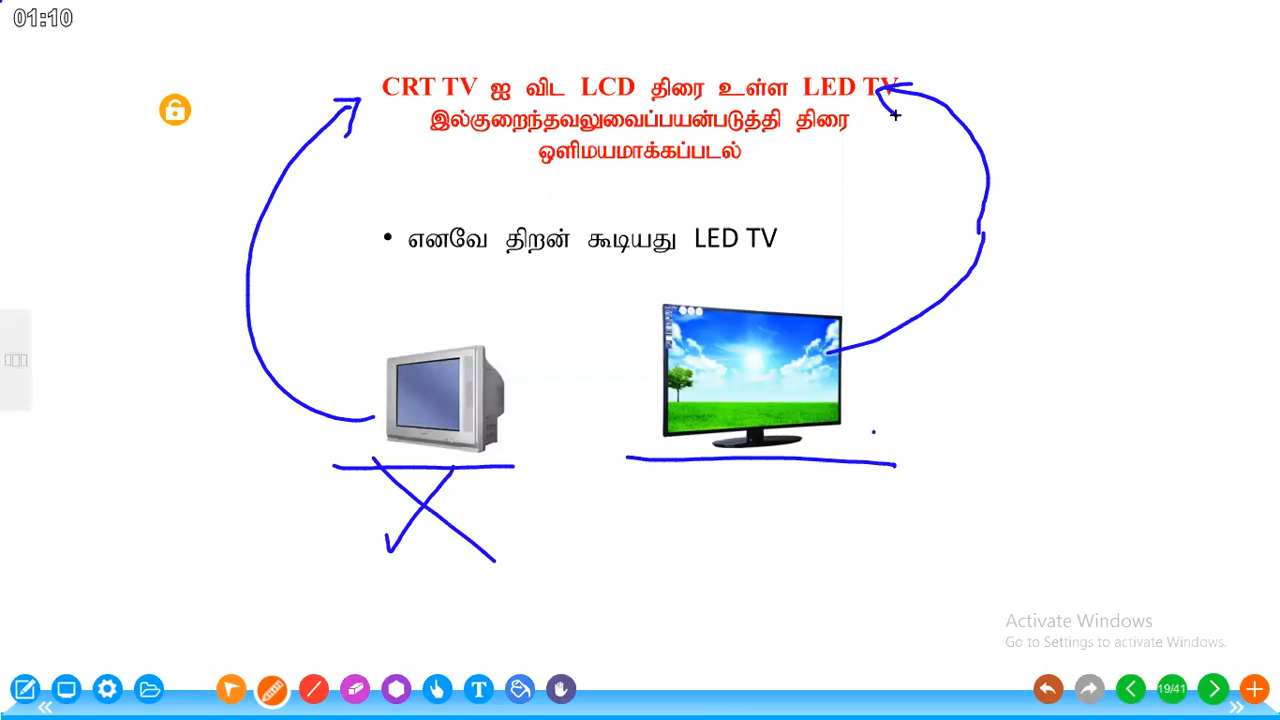 01:10
CRT TV ஐ விட LCD திரை உள்ள LED TV
இல்குறைந்தவலுவைப்பயன்படுத்தி திரை
ஒளிமயமாக்கப்படல்
• எனவே திறன் கூடியது LED TV
Activate Windows
Go to Settings to activate Windows.
19/41